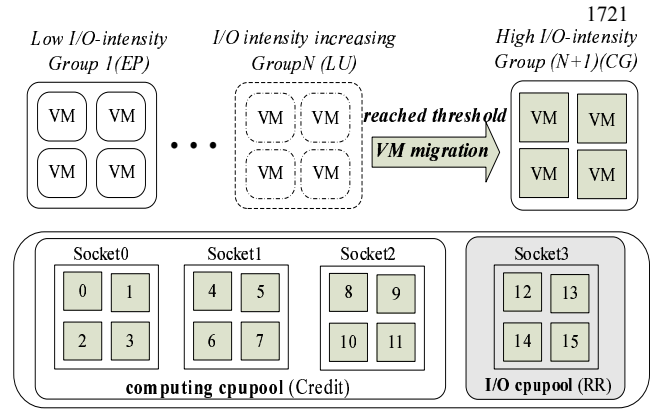 1721
Low I/O-intensity
Group 1(EP)
I/O intensity increasing
GroupN (LU)
High I/O-intensity
Group (N+1)(CG)
VM VM
VM VM
VM VM
VM VM
reached threshold
VM migration
VM VM
VM VM
Socket0
0 1
2 3
Socket1
4 5
6 7
Socket2
8 9
10 11
computing cpupool (Credit)
Socket3
12 13
14 15
I/O cpupool (RR)